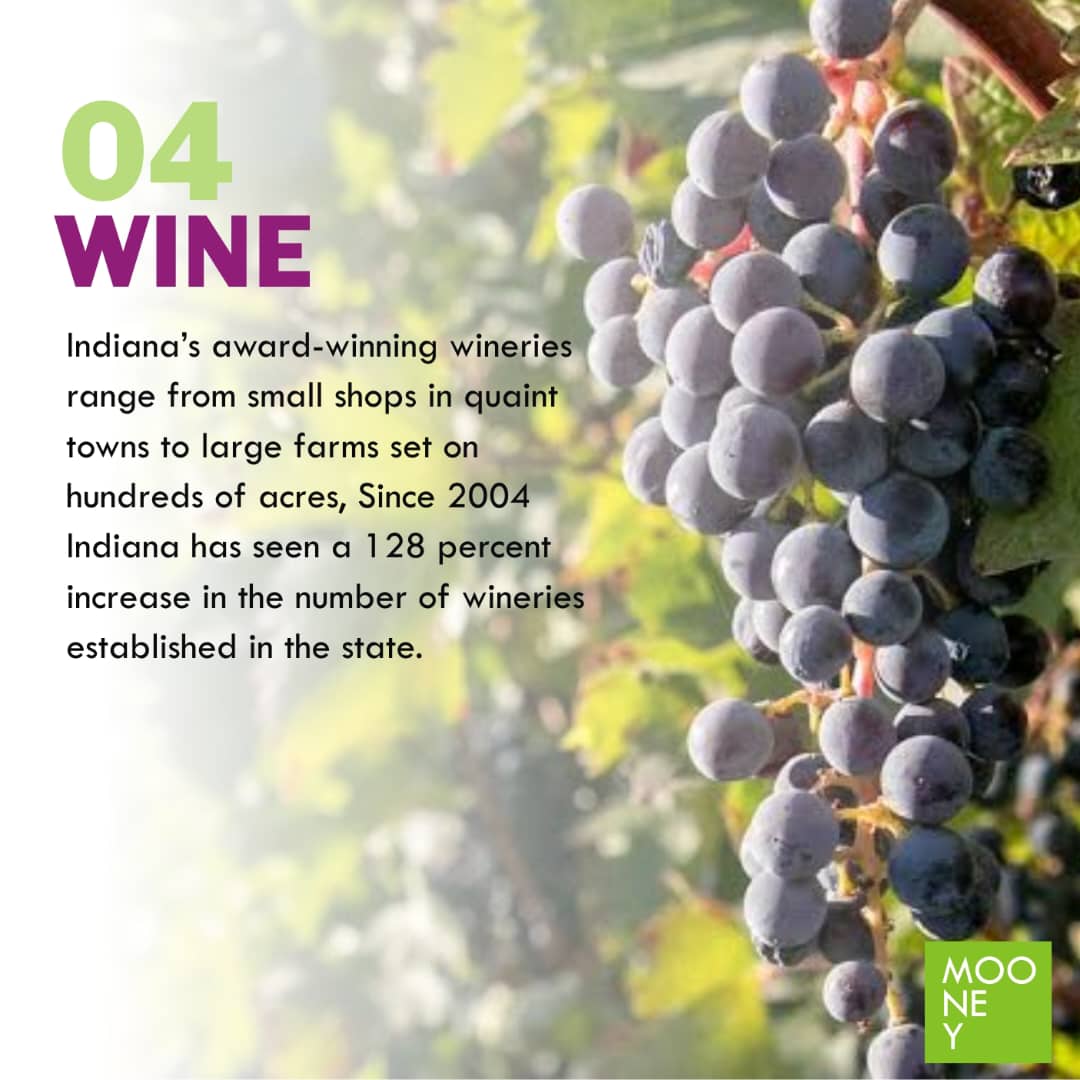 04
WINE
Indiana’s award-winning wineries
range from small shops in quaint
towns to large farms set on
hundreds of acres, Since 2004
Indiana has seen a 128 percent
increase in the number of wineries
established in the state.
MOO
NE
Y